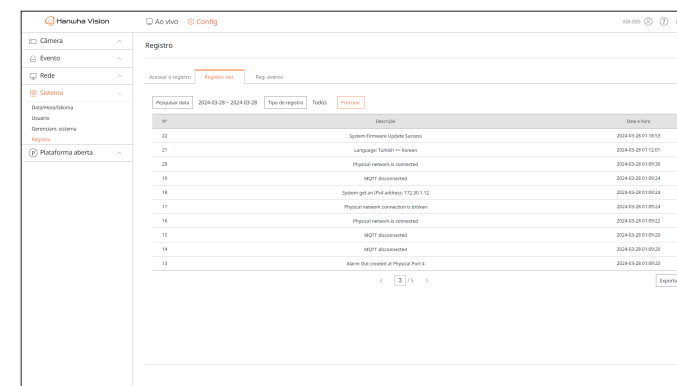 Hanwha Vision
Ao vivo
Config
Câmera
Evento
Rede
Sistema
Data/Hora/Idioma
Usuário
Gerenciam. sistema
Registro
Plataforma aberta
Registro
Acessar o registro Registro sist. Reg. evento
Pesquisar data 2024-03-28 ~ 2024-03-28 Tipo de registro Todos Procurar
Nº Descrição Data e hora
22 System Firmware Update Success 2024-03-28 01:18:53
21 Language: Turkish => Korean 2024-03-28 01:12:01
20 Physical network is connected 2024-03-28 01:09:38
19 MQTT disconnected 2024-03-28 01:09:24
18 System get an IPv4 address: 172.30.1.12 2024-03-28 01:09:24
17 Physical network connection is broken 2024-03-28 01:09:24
16 Physical network is connected 2024-03-28 01:09:22
15 MQTT disconnected 2024-03-28 01:09:20
14 MQTT disconnected 2024-03-28 01:09:20
13 Alarm Out created at Physical Port 4 2024-03-28 01:09:20
< 3 / 5 >
Exporta